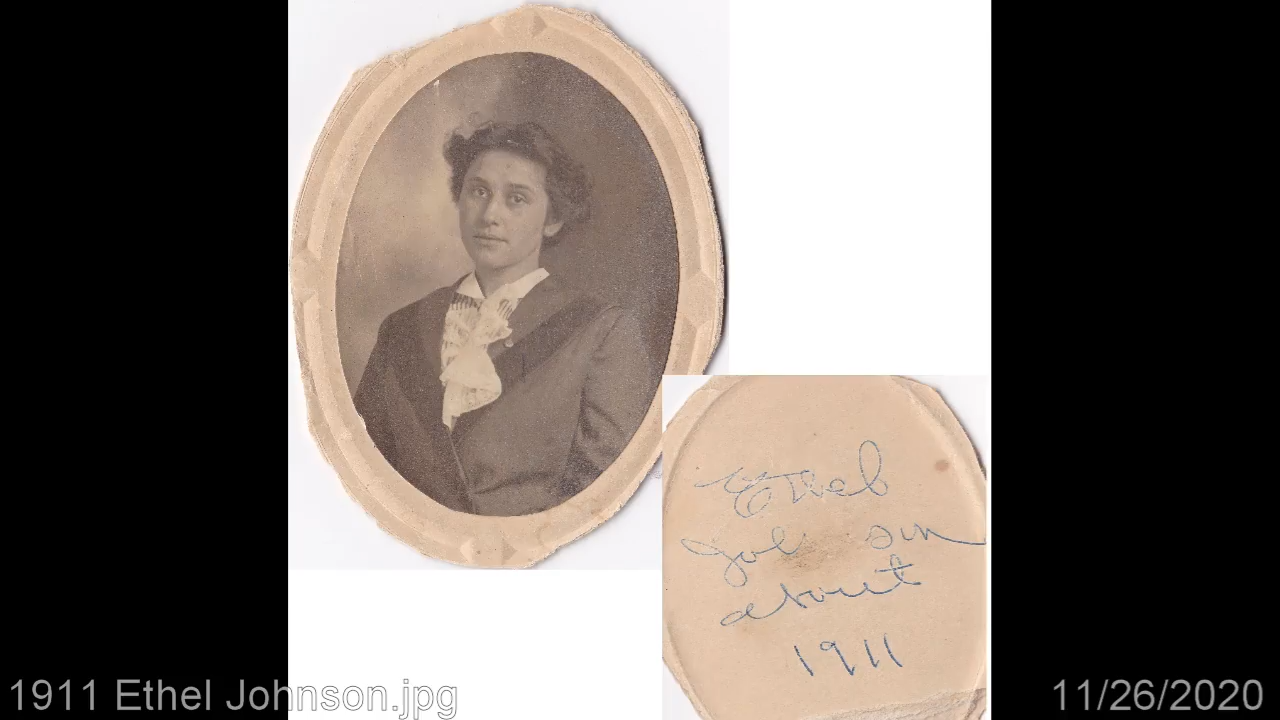 Ethel
Johnson
about
1911
1911 Ethel Johnson.jpg
11/26/2020